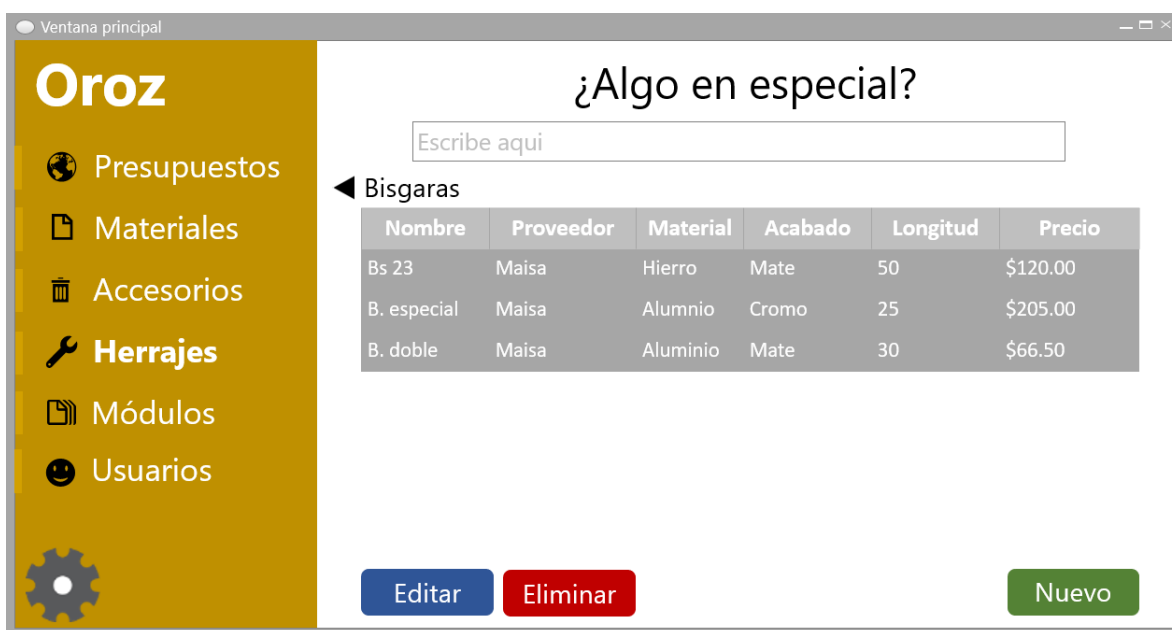 Ventana principal
Oroz
Presupuestos
Materiales
Accesorios
Herrajes
Módulos
Usuarios
¿Algo en especial?
Escribe aqui
Bisgaras
Nombre Proveedor Material Acabado Longitud Precio
Bs 23 Maisa Hierro Mate 50 $120.00
B. especial Maisa Alumnio Cromo 25 $205.00
B. doble Maisa Aluminio Mate 30 $66.50
Editar Eliminar Nuevo